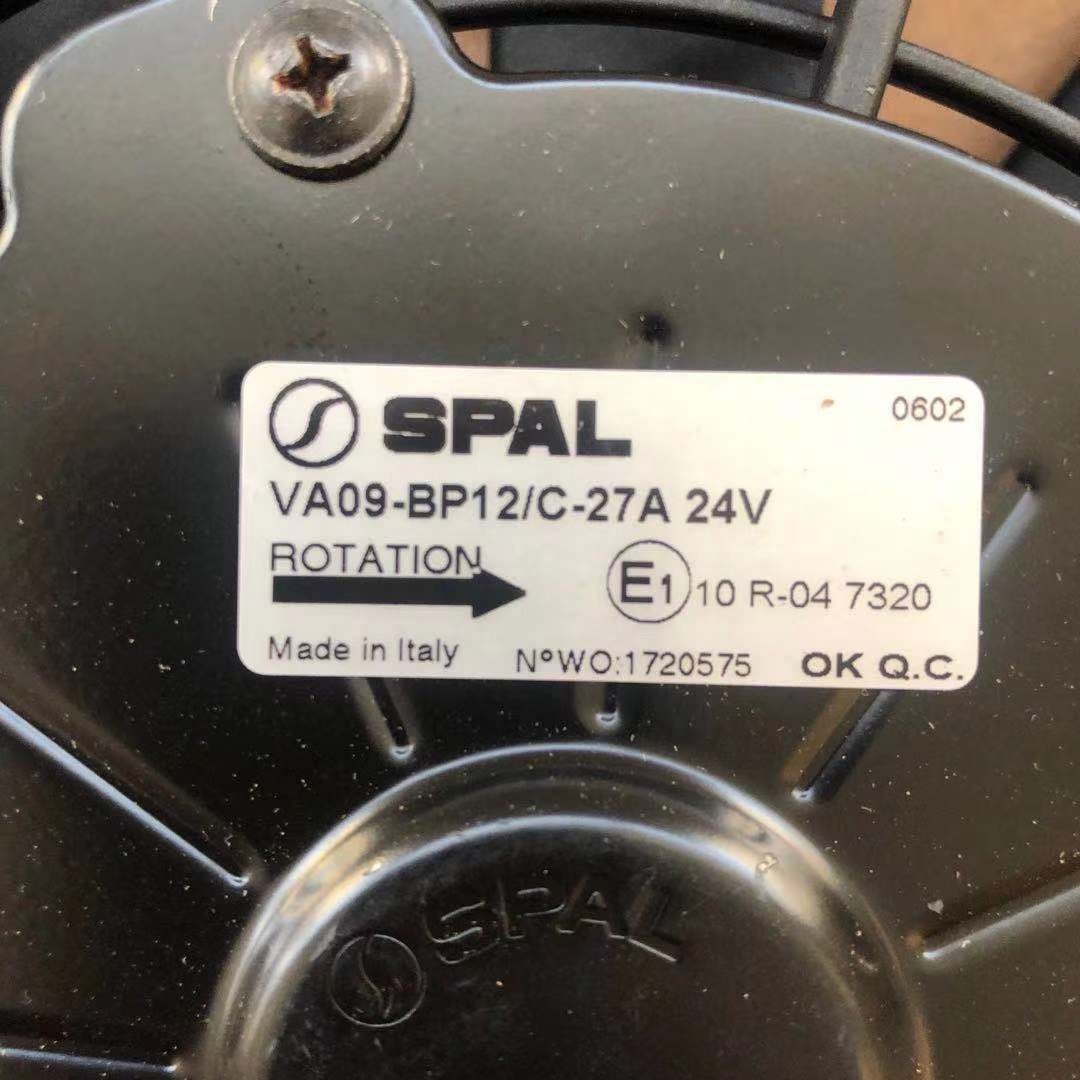 SPAL
0602
VA09-BP12/C-27A 24V
ROTATION
E1 10 R-04 7320
Made in Italy N°WO:1720575 OK Q.C.
SPAL